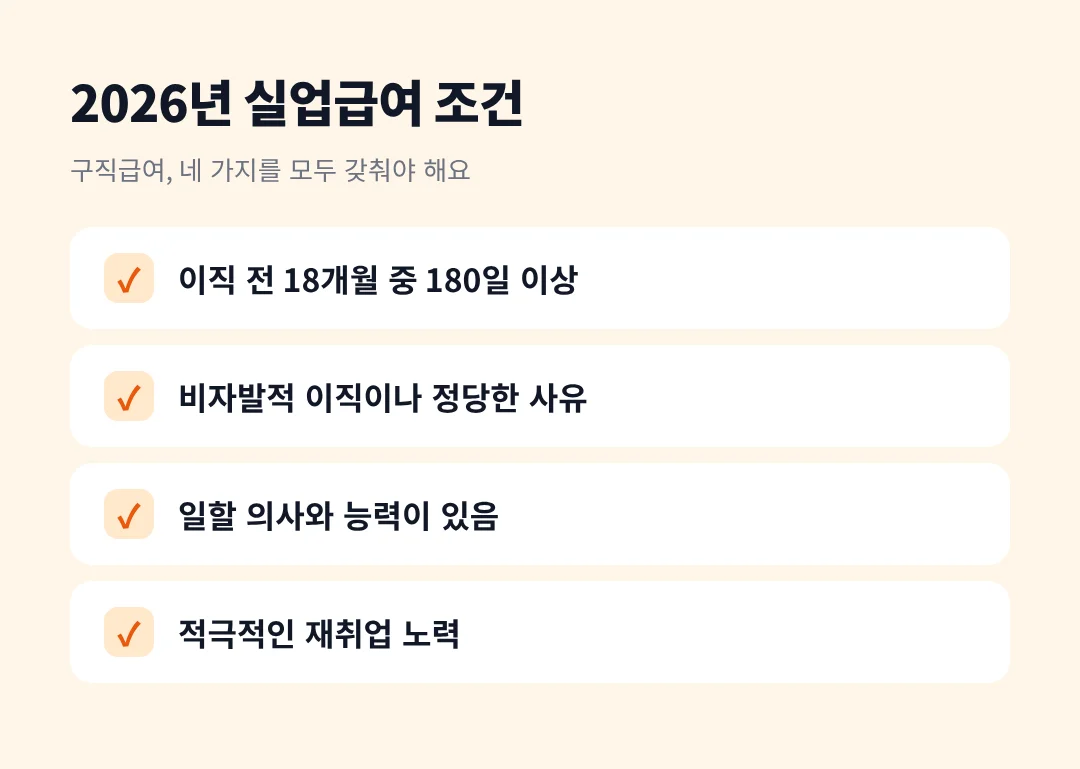 2026년 실업급여 조건
구직급여, 네 가지를 모두 갖춰야 해요
✓ 이직 전 18개월 중 180일 이상
✓ 비자발적 이직이나 정당한 사유
✓ 일할 의사와 능력이 있음
✓ 적극적인 재취업 노력